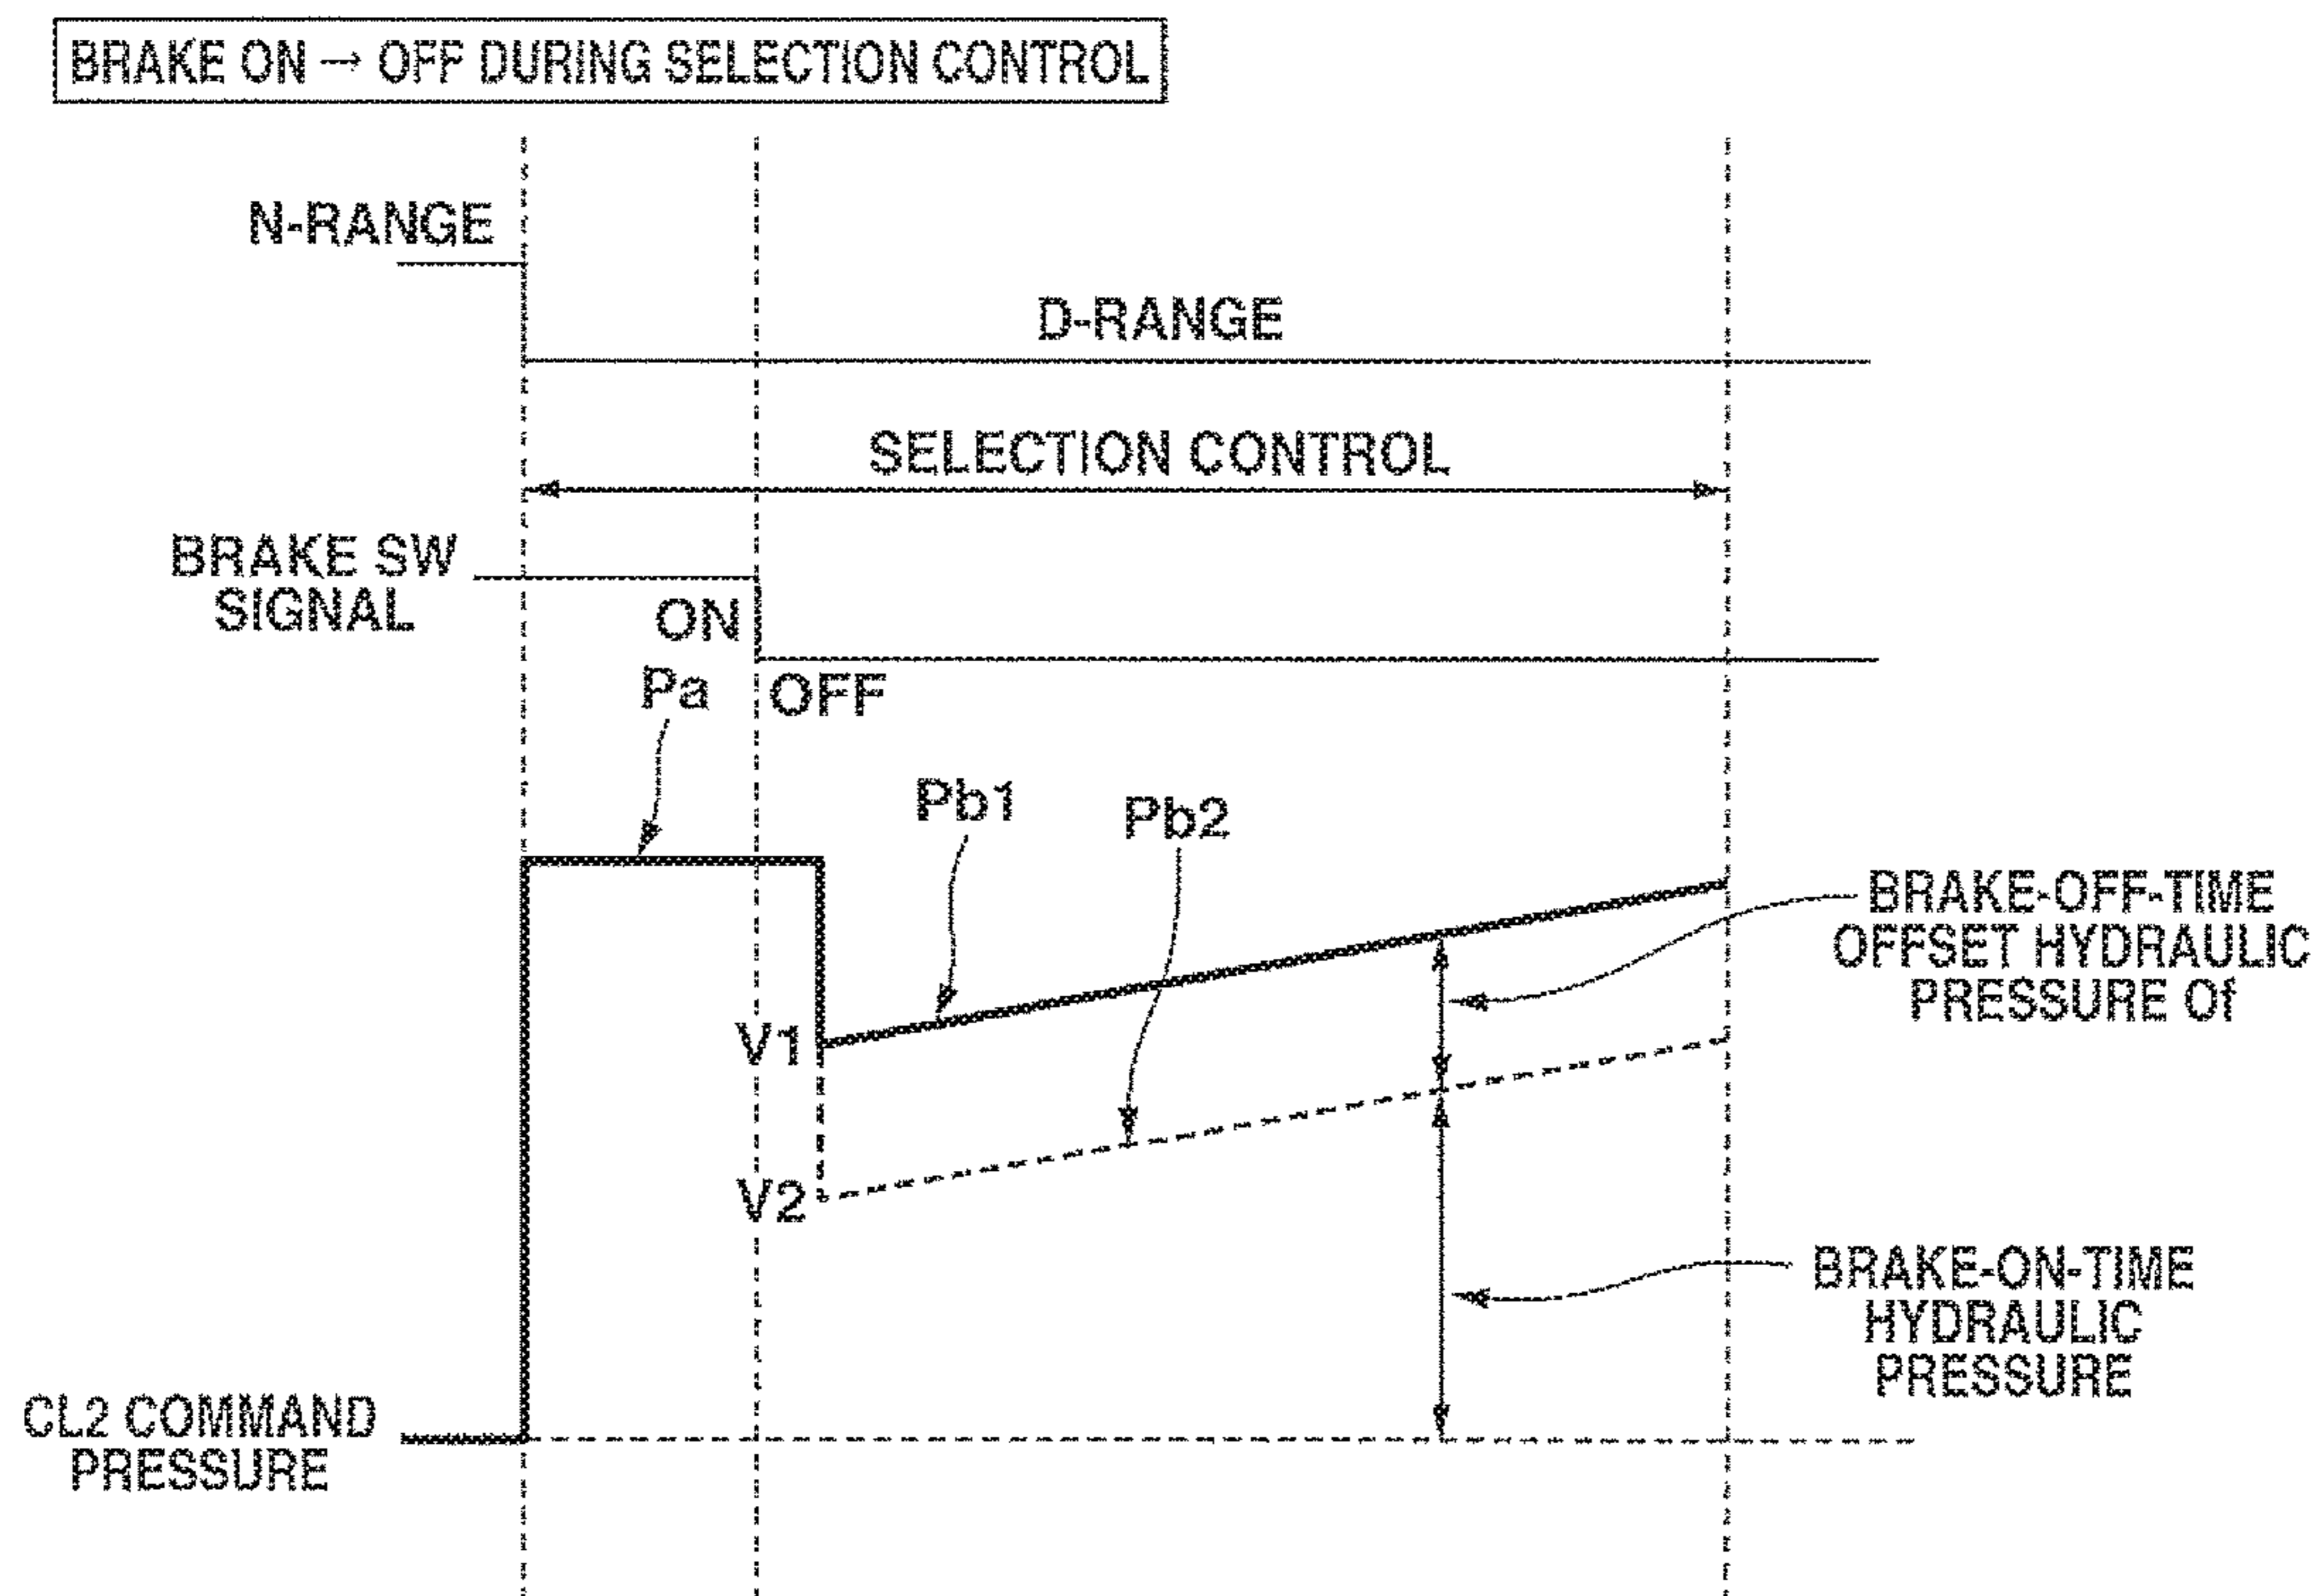 BRAKE ON → OFF DURING SELECTION CONTROL
N-RANGE
D-RANGE
SELECTION CONTROL
BRAKE SW
SIGNAL
ON
OFF
Pa
Pb1
Pb2
BRAKE-OFF-TIME
OFFSET HYDRAULIC
PRESSURE Of
V1
V2
BRAKE-ON-TIME
HYDRAULIC
PRESSURE
CL2 COMMAND
PRESSURE